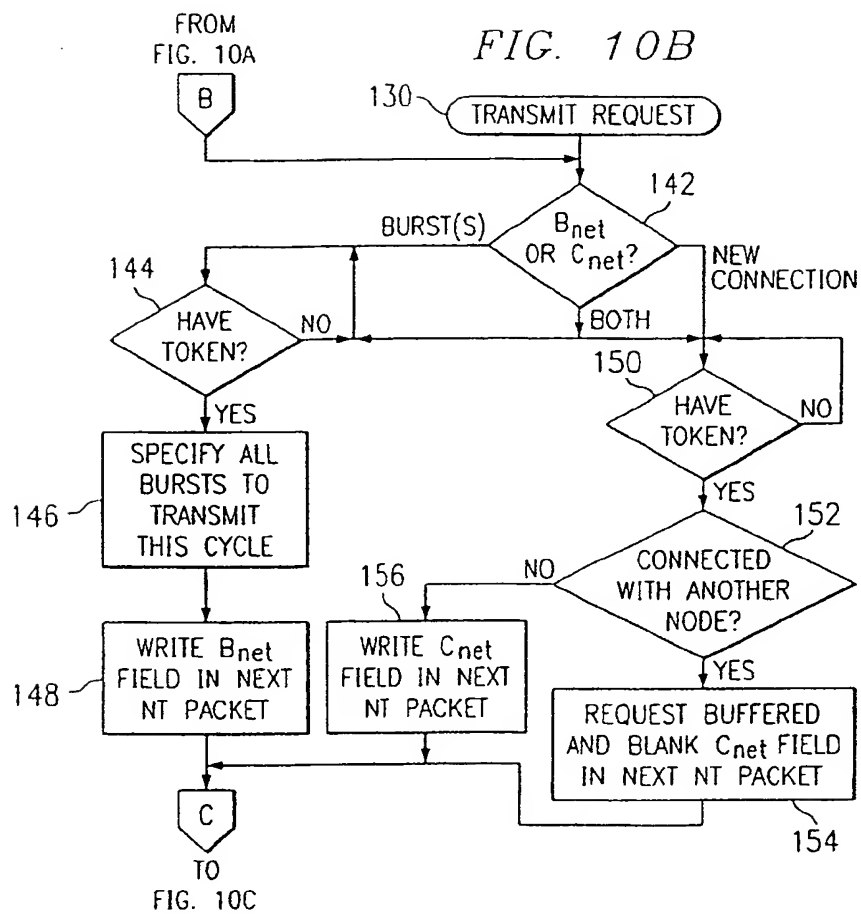 FROM
FIG. 10A
B
FIG. 10B
130
TRANSMIT REQUEST
142
Bnet
OR Cnet?
BURST(S)
NEW
CONNECTION
BOTH
144
HAVE
TOKEN?
NO
YES
150
HAVE
TOKEN?
NO
YES
146
SPECIFY ALL
BURSTS TO
TRANSMIT
THIS CYCLE
152
CONNECTED
WITH ANOTHER
NODE?
NO
YES
156
WRITE Cnet
FIELD IN NEXT
NT PACKET
148
WRITE Bnet
FIELD IN NEXT
NT PACKET
REQUEST BUFFERED
AND BLANK Cnet FIELD
IN NEXT NT PACKET
154
C
TO
FIG. 10C